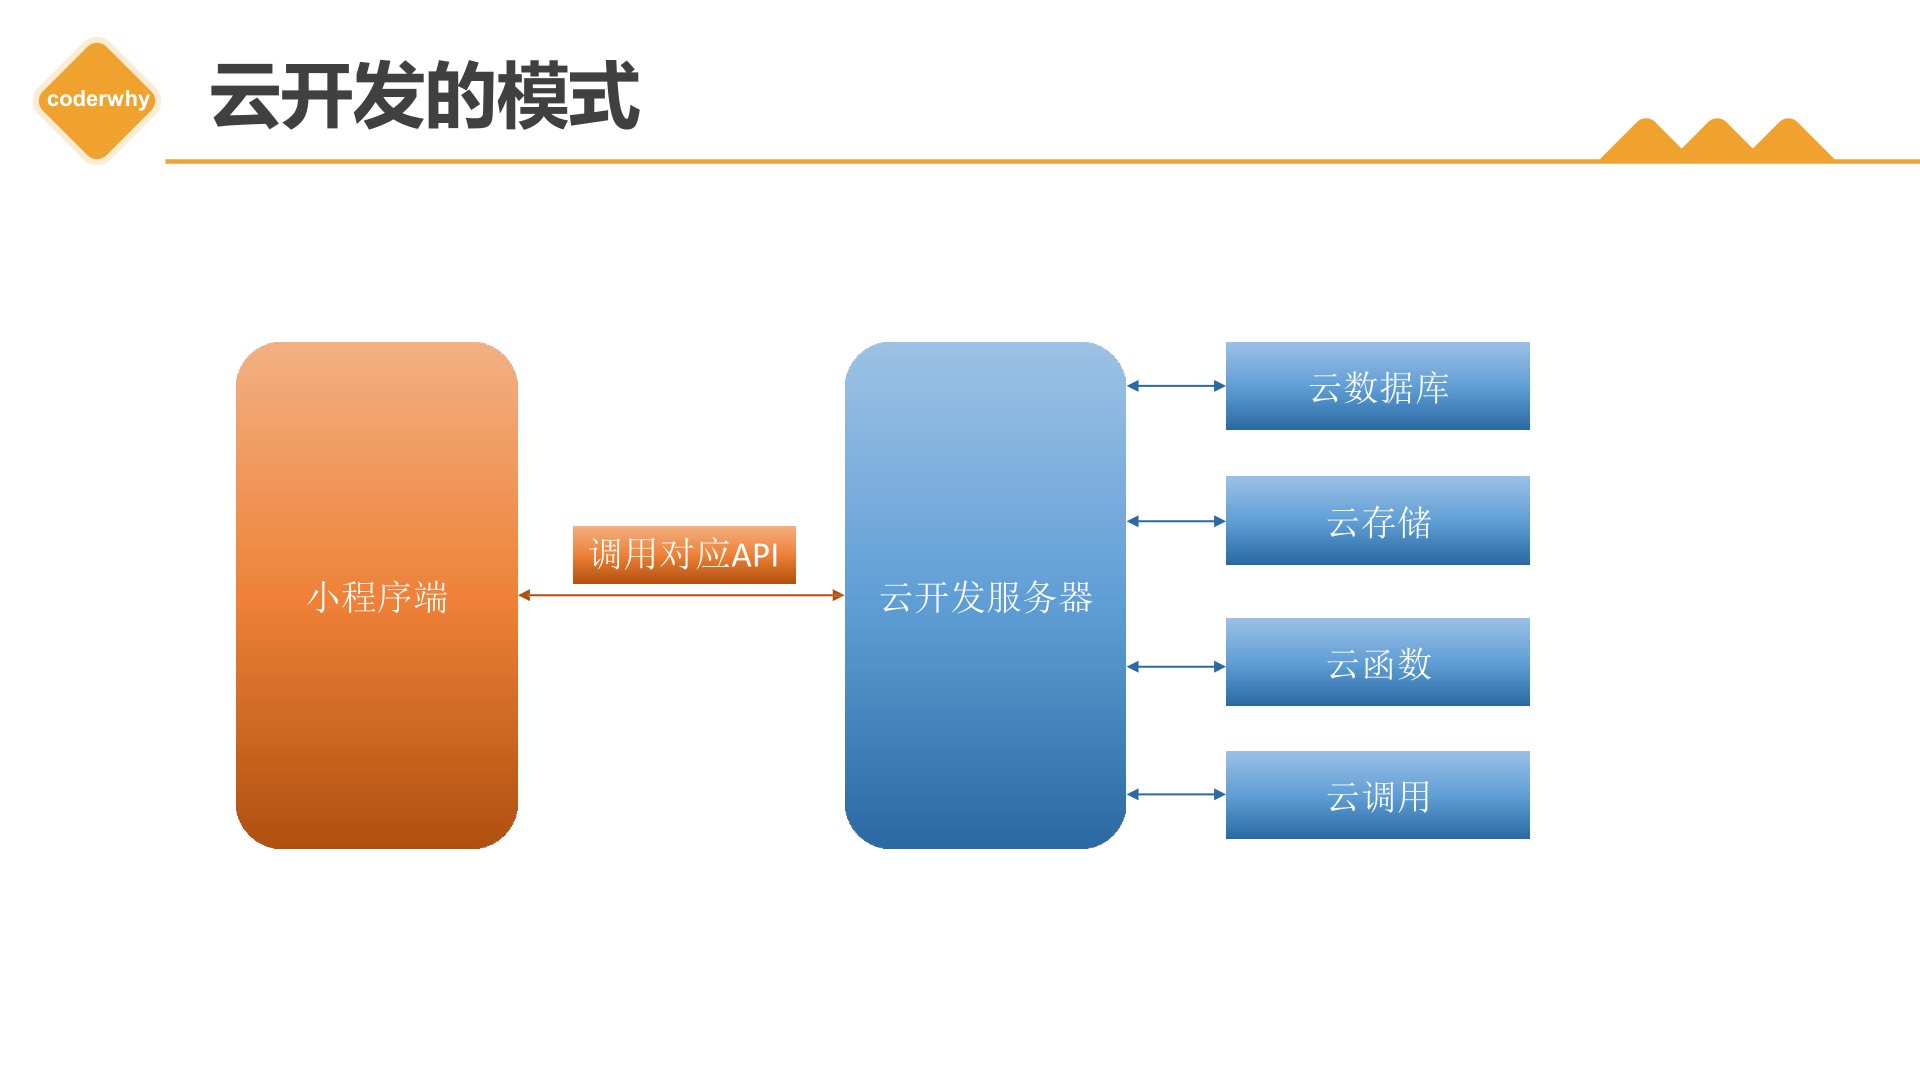 coderwhy
云开发的模式
小程序端
调用对应API
云开发服务器
云数据库
云存储
云函数
云调用